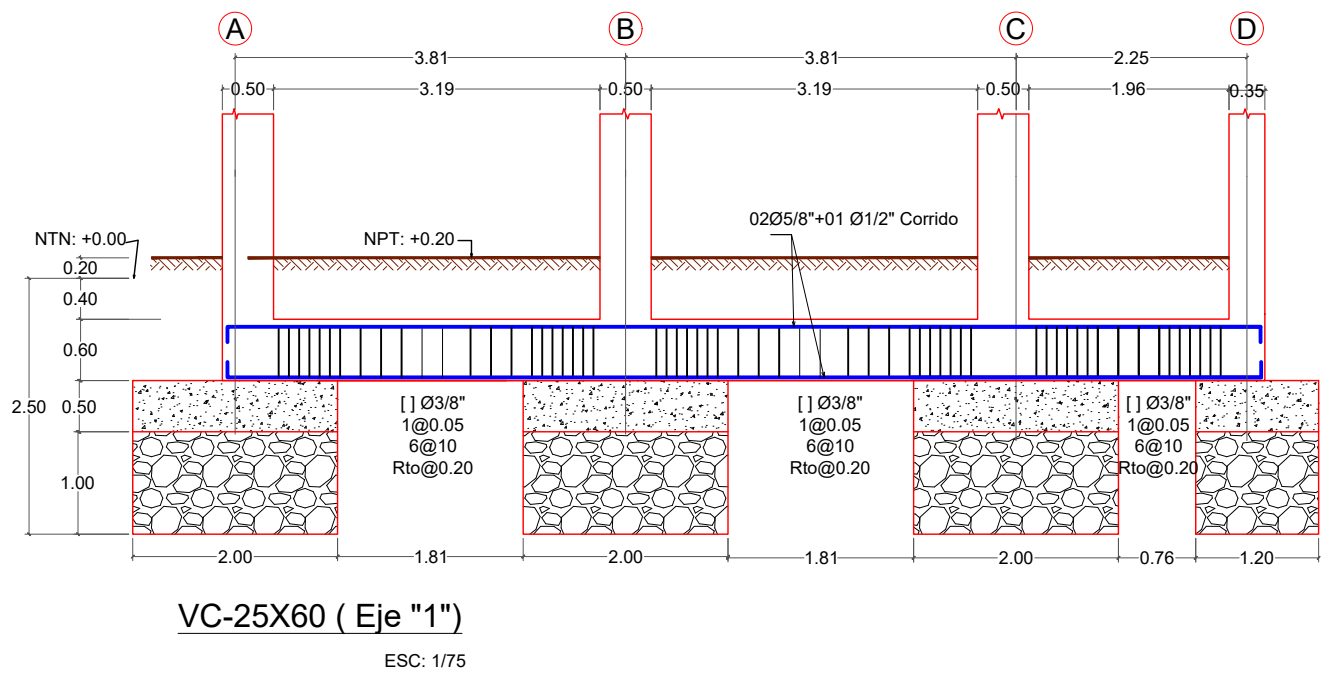 A B C D
3.81 3.81 2.25
0.50 3.19 0.50 3.19 0.50 1.96 0.35
02Ø5/8"+01 Ø1/2" Corrido
NTN: +0.00 NPT: +0.20
0.20
0.40
0.60
2.50 0.50
1.00
[ ] Ø3/8"
1@0.05
6@10
Rto@0.20
[ ] Ø3/8"
1@0.05
6@10
Rto@0.20
[ ] Ø3/8"
1@0.05
6@10
Rto@0.20
2.00 1.81 2.00 1.81 2.00 0.76 1.20
VC-25X60 ( Eje "1")
ESC: 1/75